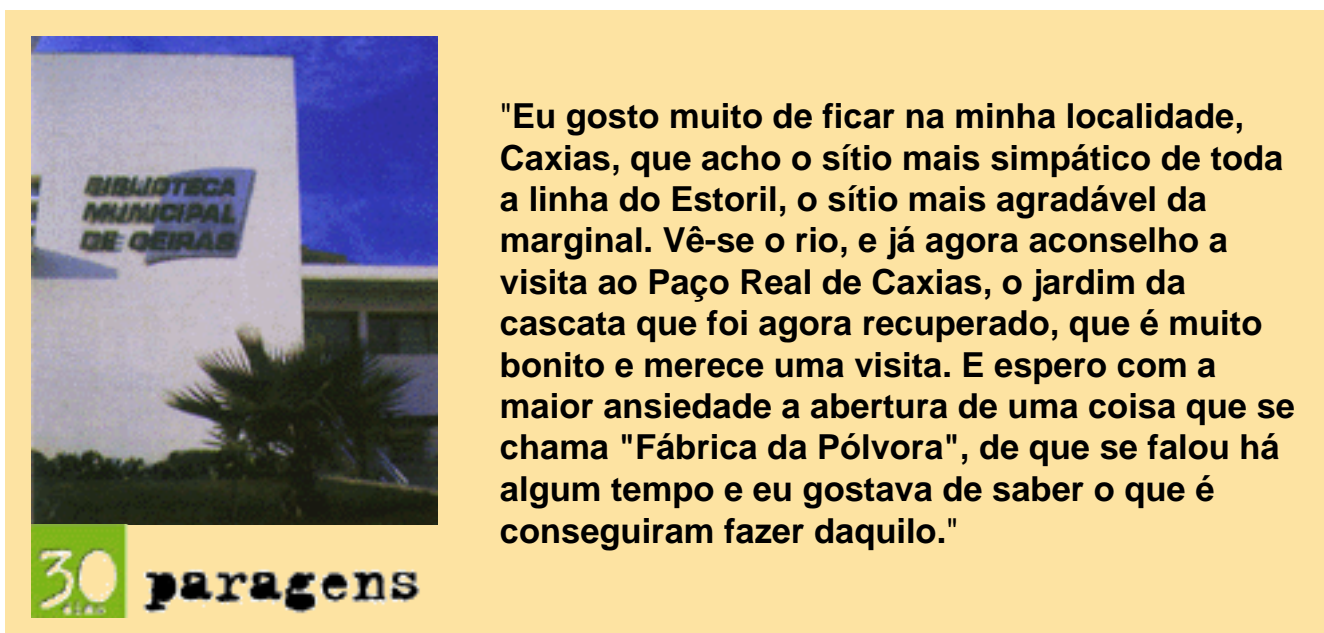 BIBLIOTECA
MUNICIPAL
DE OEIRAS
"Eu gosto muito de ficar na minha localidade,
Caxias, que acho o sítio mais simpático de toda
a linha do Estoril, o sítio mais agradável da
marginal. Vê-se o rio, e já agora aconselho a
visita ao Paço Real de Caxias, o jardim da
cascata que foi agora recuperado, que é muito
bonito e merece uma visita. E espero com a
maior ansiedade a abertura de uma coisa que se
chama "Fábrica da Pólvora", de que se falou há
algum tempo e eu gostava de saber o que é
conseguiram fazer daquilo."
30
dias
paragens